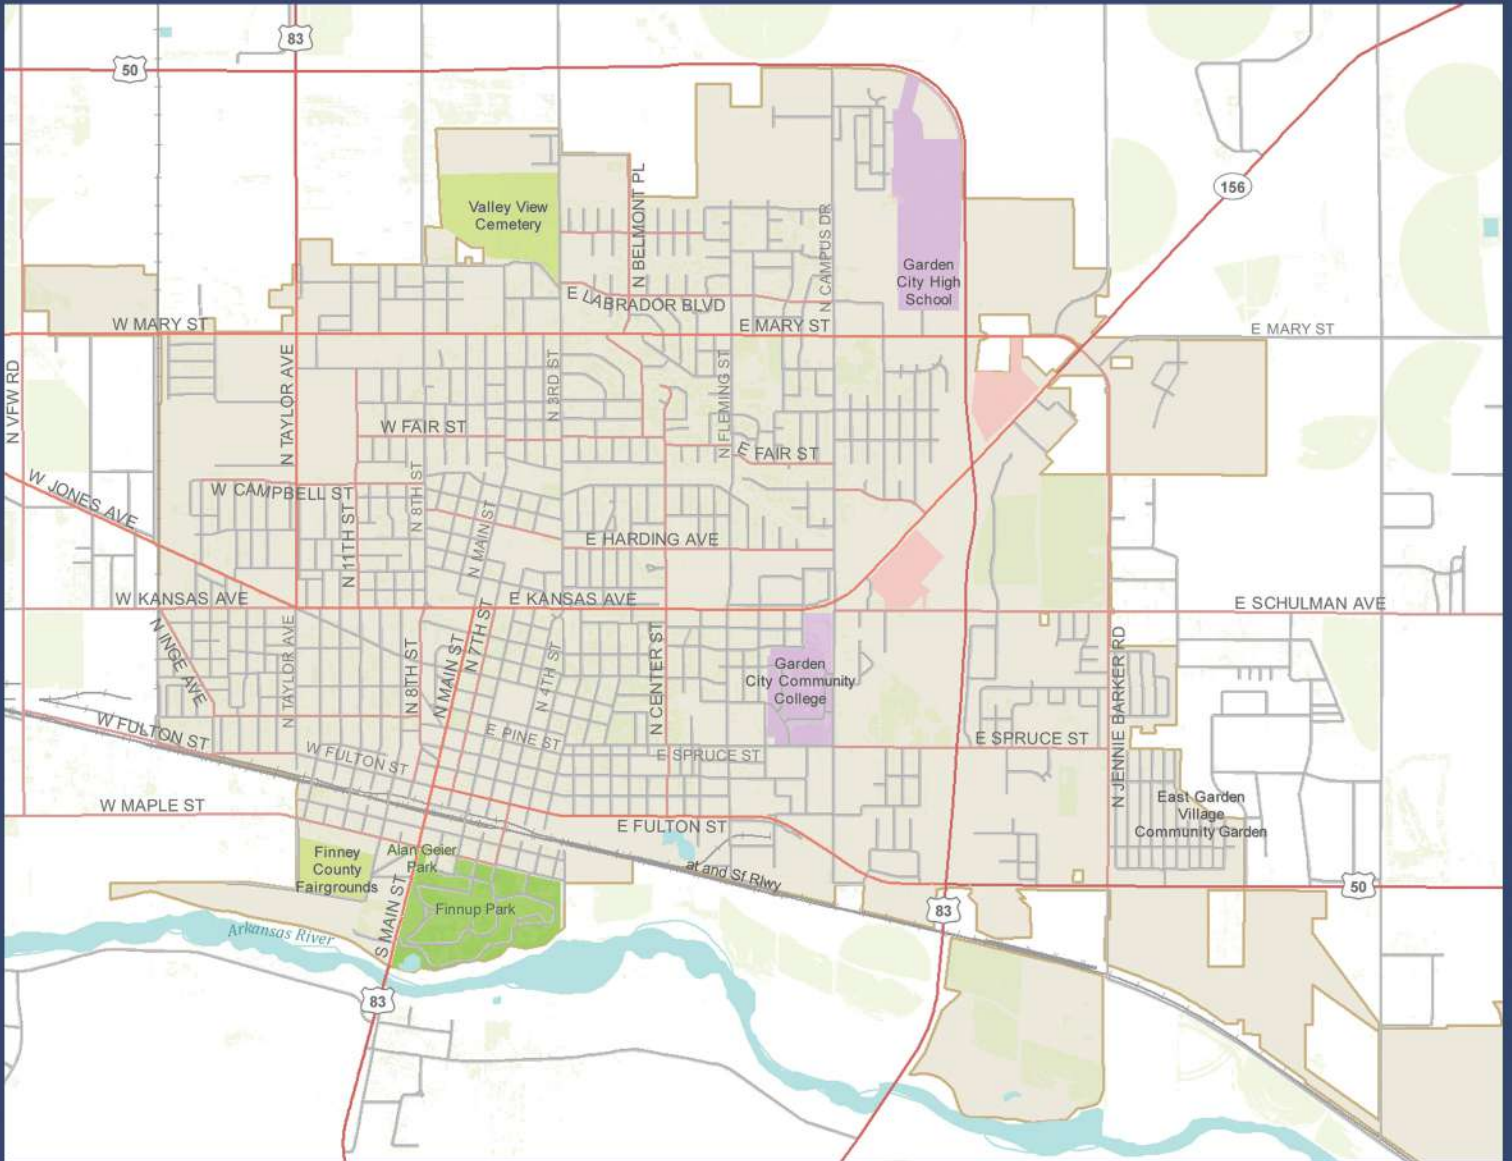 83
50
156
Valley View
Cemetery
N BELMONT PL
N CAMPUS DR
Garden
City High
School
E LABRADOR BLVD
W MARY ST
E MARY ST
E MARY ST
N VFW RD
N TAYLOR AVE
N 3RD ST
N FLEMING ST
W FAIR ST
E FAIR ST
W JONES AVE
W CAMPBELL ST
N 8TH ST
N 11TH ST
N MAIN ST
E HARDING AVE
W KANSAS AVE
E KANSAS AVE
E SCHULMAN AVE
N INGE AVE
N TAYLOR AVE
N 8TH ST
N MAIN ST
N 7TH ST
N 4TH ST
N CENTER ST
Garden
City Community
College
N JENNIE BARKER RD
W FULTON ST
W FULTON ST
E PINE ST
E SPRUCE ST
E SPRUCE ST
W MAPLE ST
E FULTON ST
East Garden
Village
Community Garden
Finney
County
Fairgrounds
Alan Geier
Park
at and Sf Rlwy
50
83
Finnup Park
S MAIN ST
Arkansas River
83